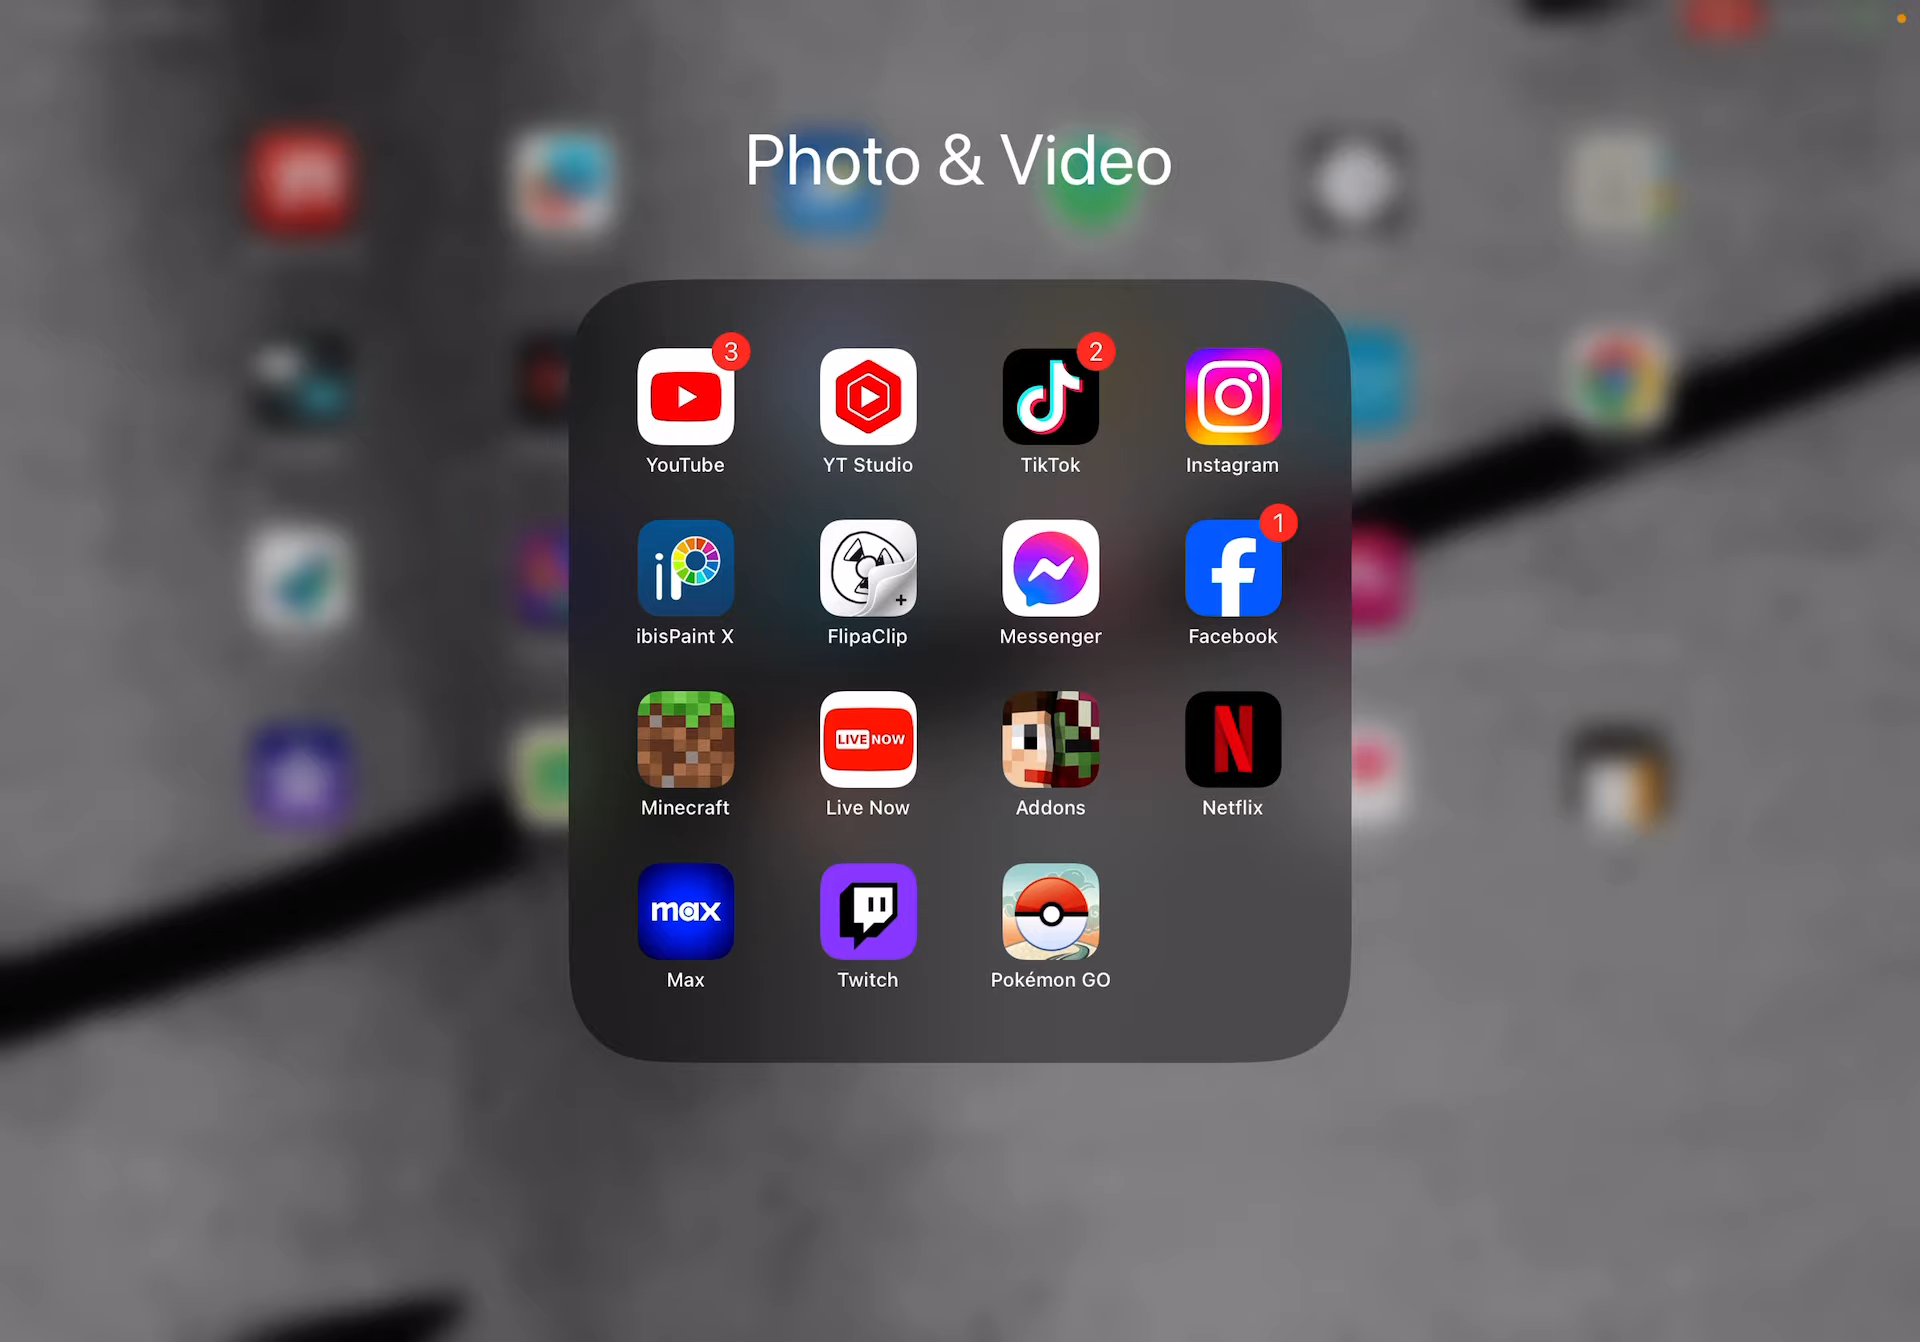 Photo & Video
3
2
YouTube
YT Studio
TikTok
Instagram
1
iP
ibisPaint X
FlipaClip
Messenger
Facebook
LIVE NOW
Minecraft
Live Now
Addons
Netflix
max
Max
Twitch
Pokémon GO